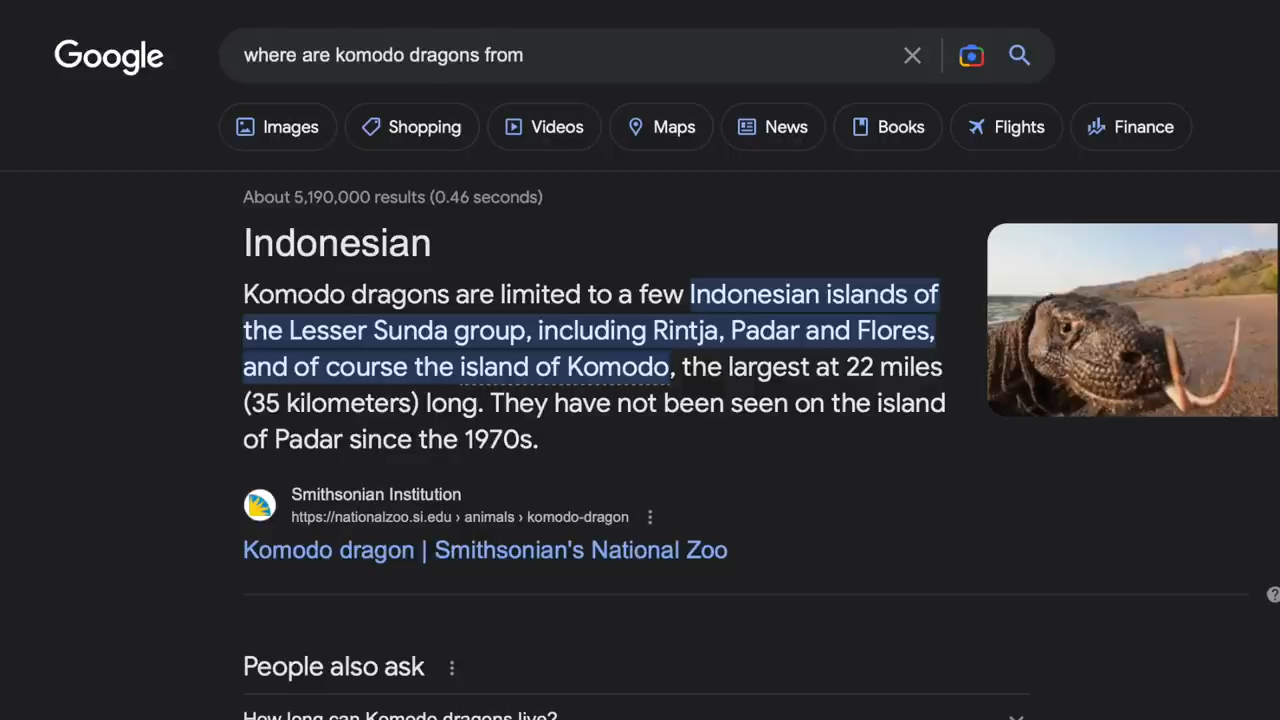 Google
where are komodo dragons from
Images
Shopping
Videos
Maps
News
Books
Flights
Finance
About 5,190,000 results (0.46 seconds)
Indonesian
Komodo dragons are limited to a few Indonesian islands of
the Lesser Sunda group, including Rintja, Padar and Flores,
and of course the island of Komodo, the largest at 22 miles
(35 kilometers) long. They have not been seen on the island
of Padar since the 1970s.
Smithsonian Institution
https://nationalzoo.si.edu › animals › komodo-dragon
Komodo dragon | Smithsonian's National Zoo
?
People also ask
How long can Komodo dragons live?